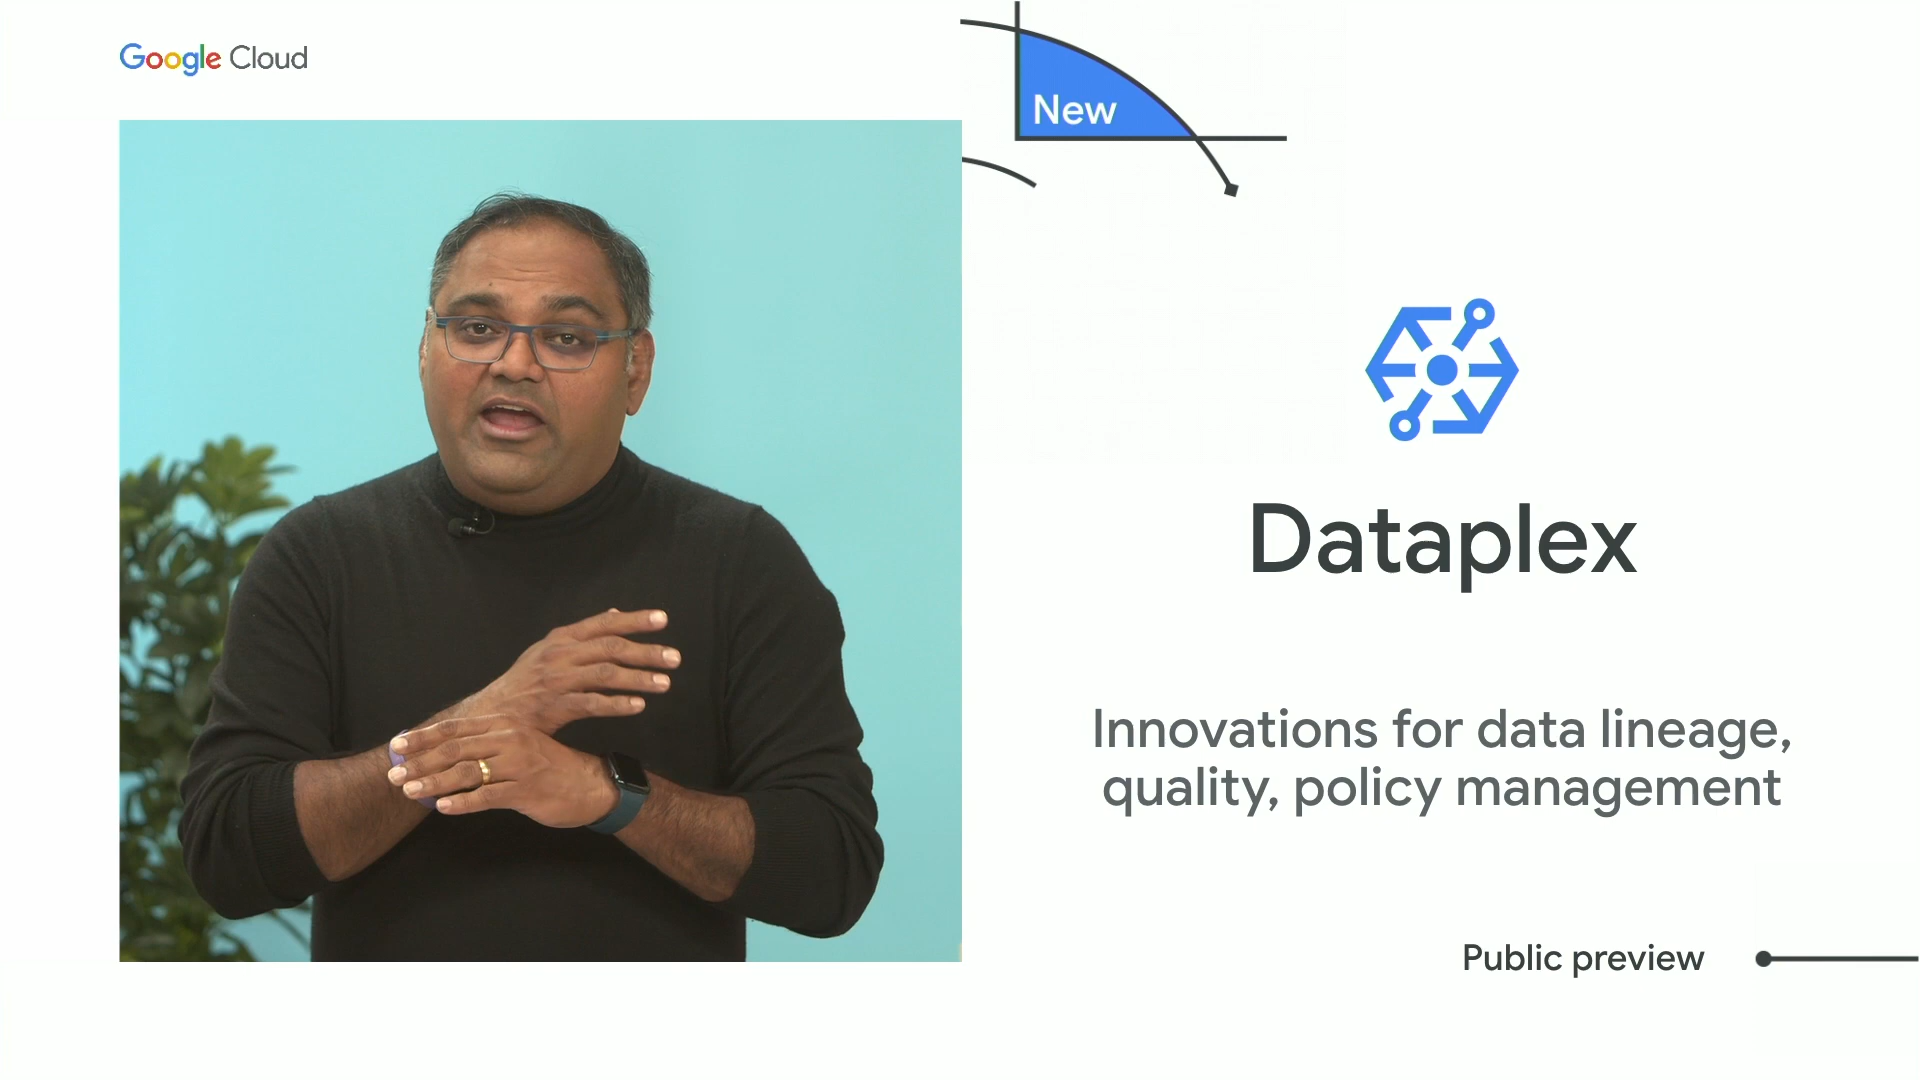 Google Cloud
New
Dataplex
Innovations for data lineage,
quality, policy management
Public preview